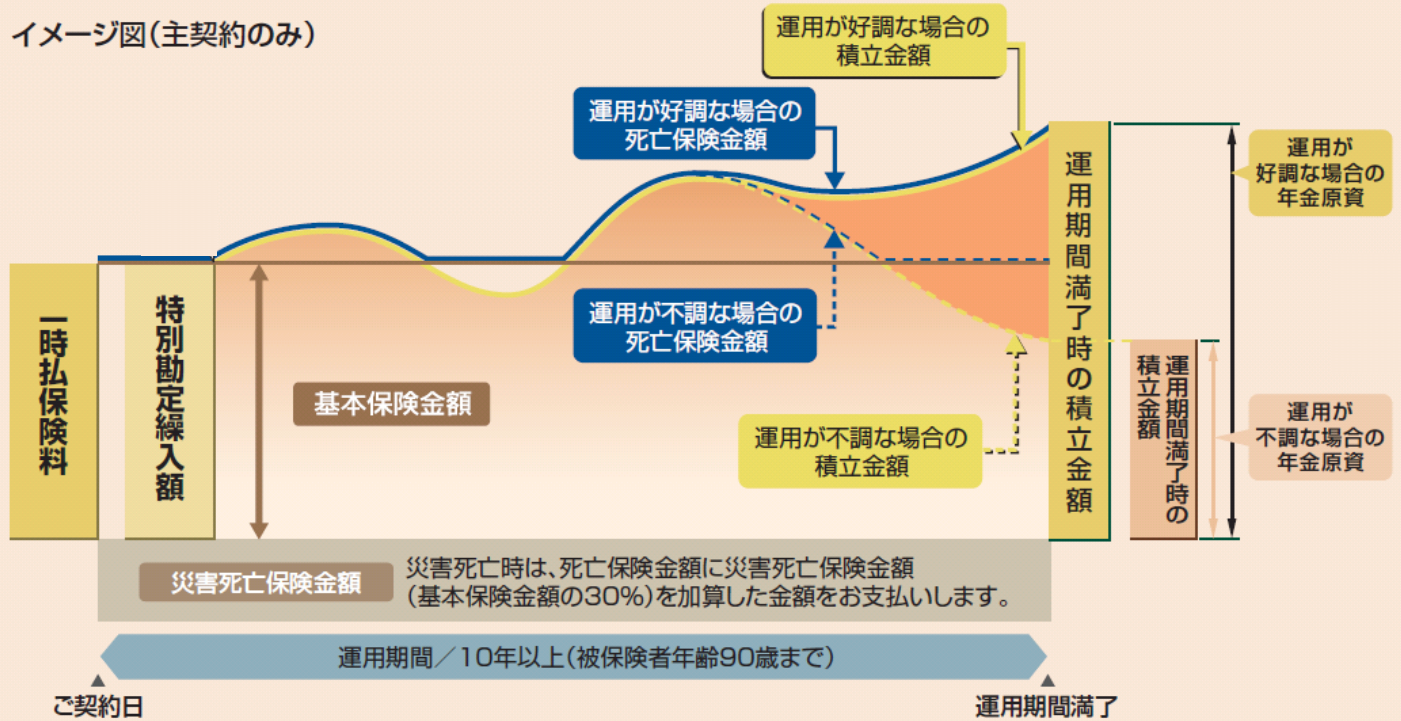 イメージ図(主契約のみ)
運用が好調な場合の
積立金額
運用が好調な場合の
死亡保険金額
運用が
好調な場合の
年金原資
一時払保険料
特別勘定繰入額
基本保険金額
運用が不調な場合の
死亡保険金額
運用が不調な場合の
積立金額
運用期間満了時の積立金額
運用期間満了時の
積立金額
運用が
不調な場合の
年金原資
災害死亡保険金額
災害死亡時は、死亡保険金額に災害死亡保険金額
(基本保険金額の30%)を加算した金額をお支払いします。
運用期間/10年以上(被保険者年齢90歳まで)
ご契約日
運用期間満了